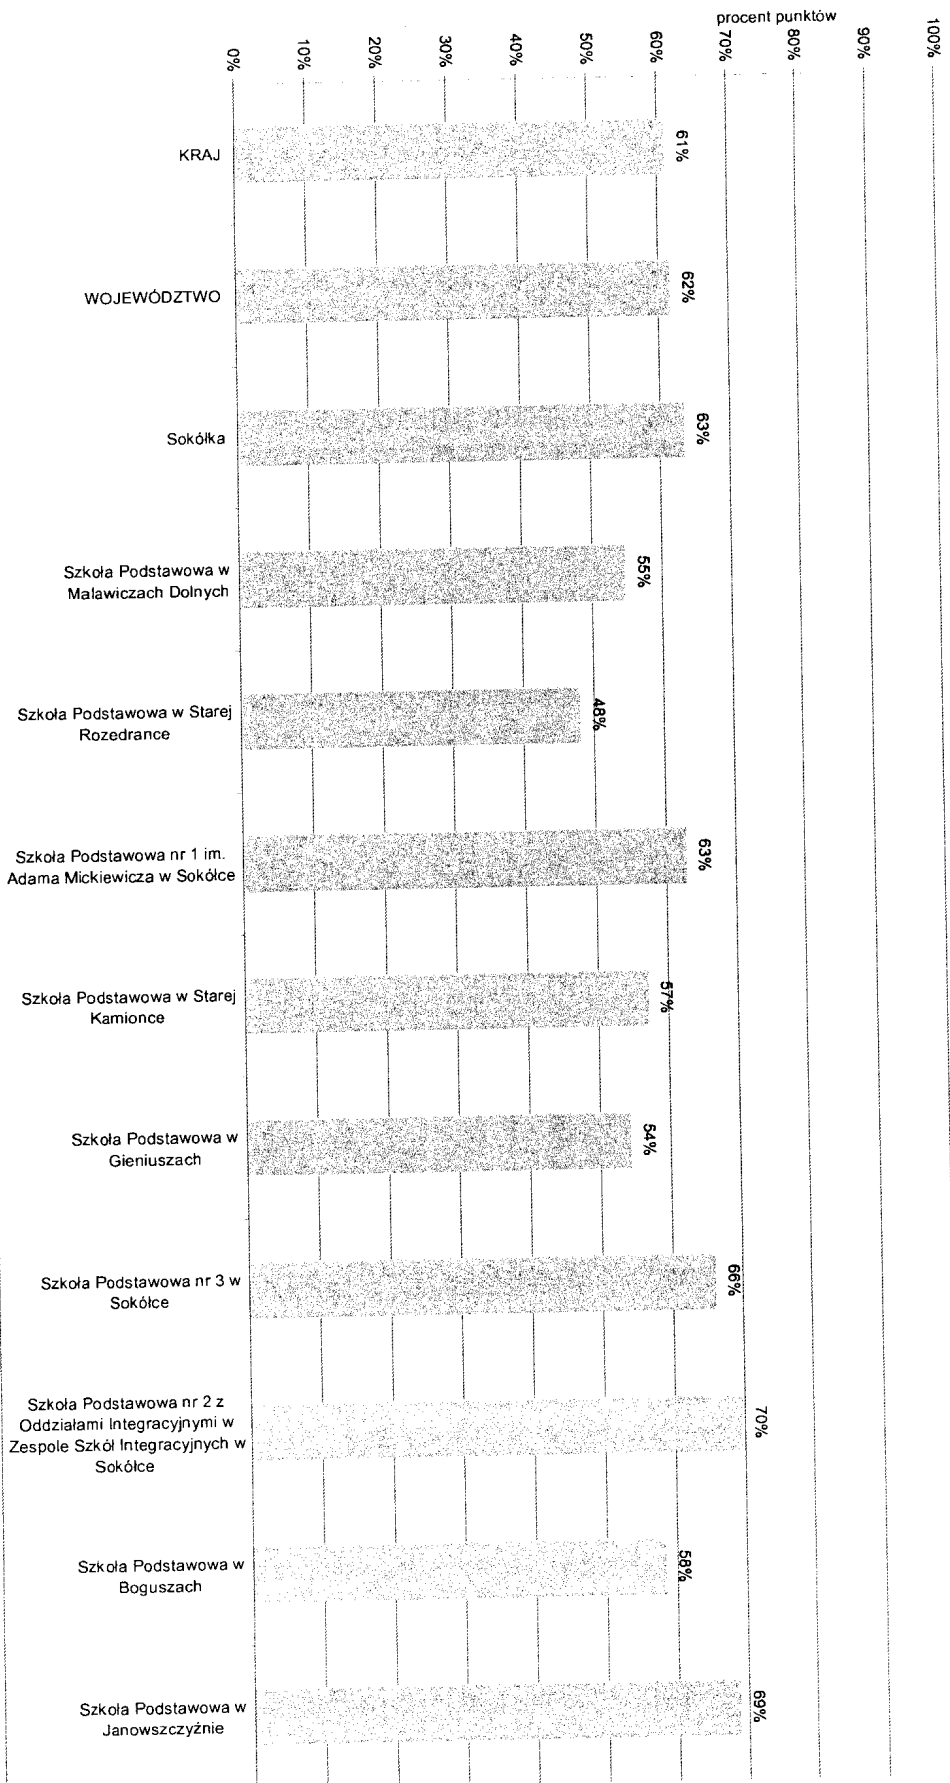 procent punktów
0%
10%
20%
30%
40%
50%
60%
70%
80%
90%
100%
KRAJ
61%
WOJEWÓDZTWO
62%
Sokółka
63%
Szkoła Podstawowa w
Malawiczach Dolnych
55%
Szkoła Podstawowa w Starej
Rozedrance
48%
Szkoła Podstawowa nr 1 im.
Adama Mickiewicza w Sokółce
63%
Szkoła Podstawowa w Starej
Kamionce
57%
Szkoła Podstawowa w
Gieniuszach
54%
Szkoła Podstawowa nr 3 w
Sokółce
66%
Szkoła Podstawowa nr 2 z
Oddziałami Integracyjnymi w
Zespole Szkół Integracyjnych w
Sokółce
70%
Szkoła Podstawowa w
Boguszach
58%
Szkoła Podstawowa w
Janowszczyźnie
69%